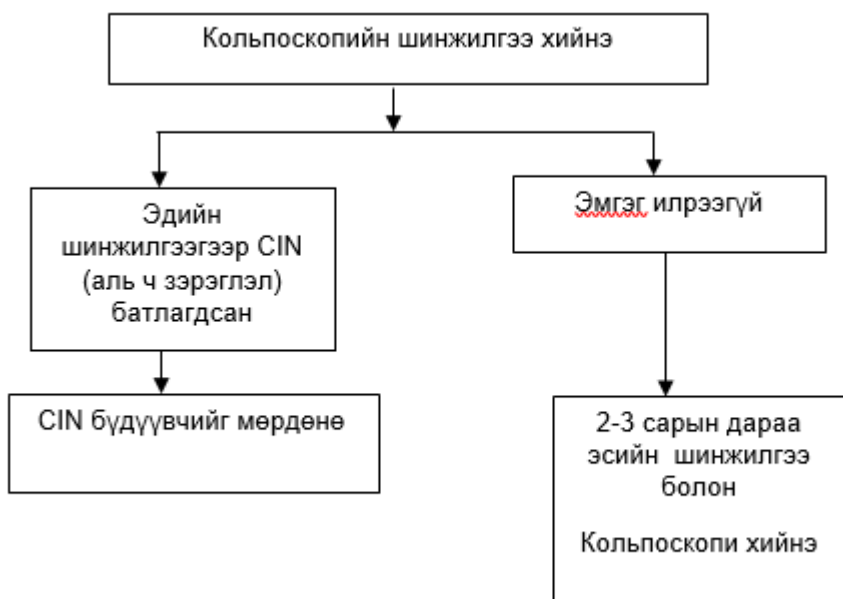 Кольпоскопийн шинжилгээ хийнэ
Эдийн
шинжилгээгээр CIN
(аль ч зэрэглэл)
батлагдсан
Эмгэг илрээгүй
CIN бүдүүвчийг мөрдөнө
2-3 сарын дараа
эсийн шинжилгээ
болон
Кольпоскопи хийнэ